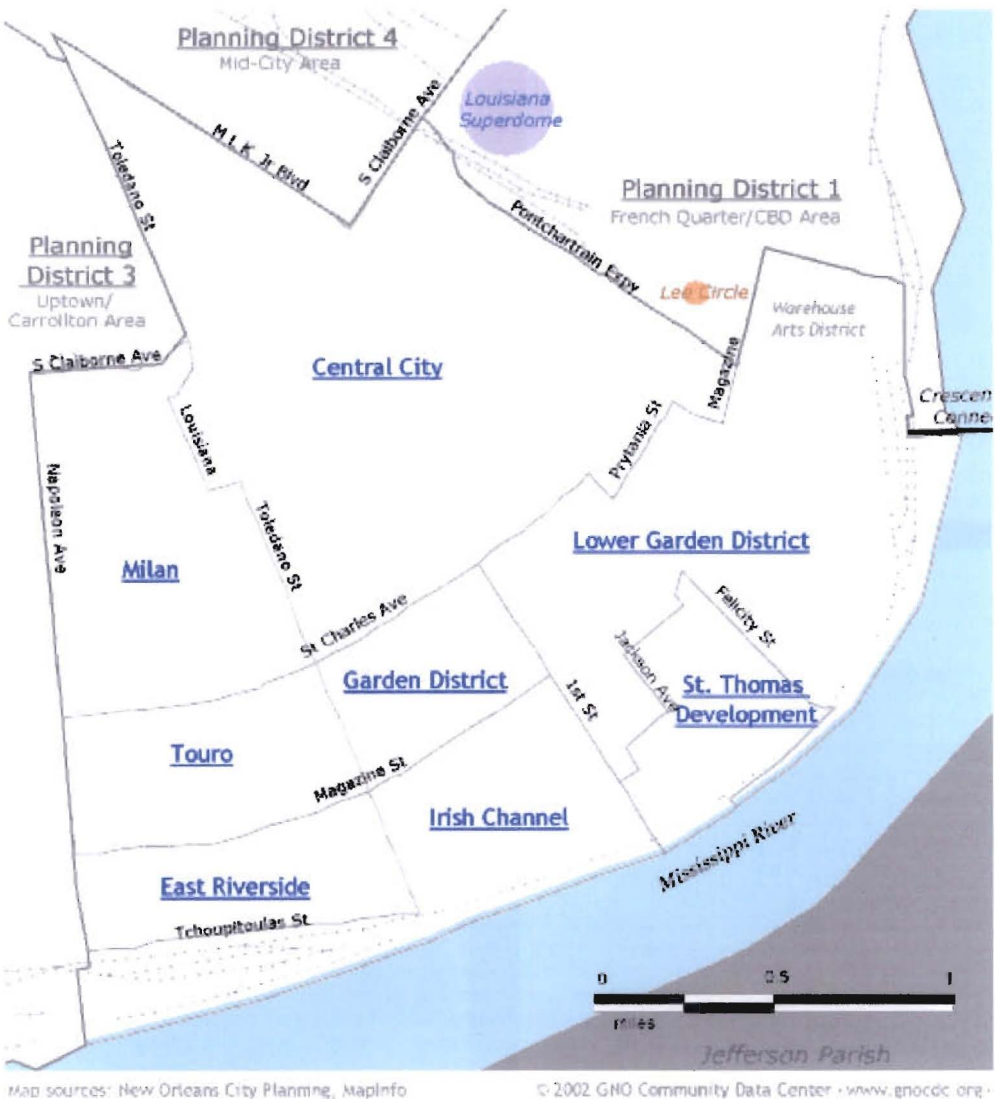 Planning District 4
Mid-City Area
Louisiana
Superdome
S Claiborne Ave
M L K Jr Blvd
Toledano St
Planning District 1
French Quarter/CBD Area
Pontchartrain Expy
Planning
District 3
Uptown/
Carrollton Area
Lee Circle
Warehouse
Arts District
S Claiborne Ave
Central City
Magazine
Crescen
Conne
Louisiana
Prytania St
Napoleon Ave
Toledano St
Lower Garden District
Milan
St Charles Ave
Felicity St
Jackson Ave
Garden District
1st St
St. Thomas
Development
Touro
Magazine St
Irish Channel
Mississippi River
East Riverside
Tchoupitoulas St
0 0.5 1
miles
Jefferson Parish
Map sources: New Orleans City Planning, MapInfo
© 2002 GNO Community Data Center · www.gnocdc.org ·